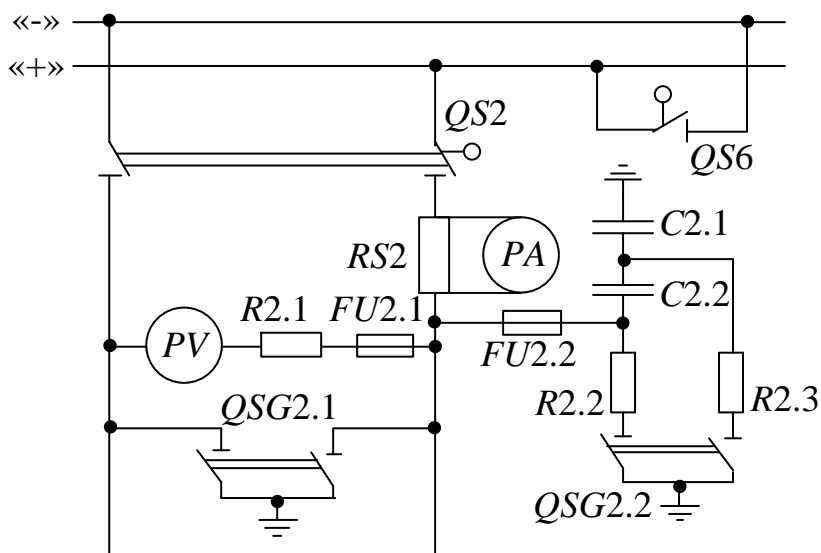 «-»
«+»
QS2
QS6
C2.1
RS2
PA
C2.2
R2.1
FU2.1
PV
FU2.2
R2.2
R2.3
QSG2.1
QSG2.2